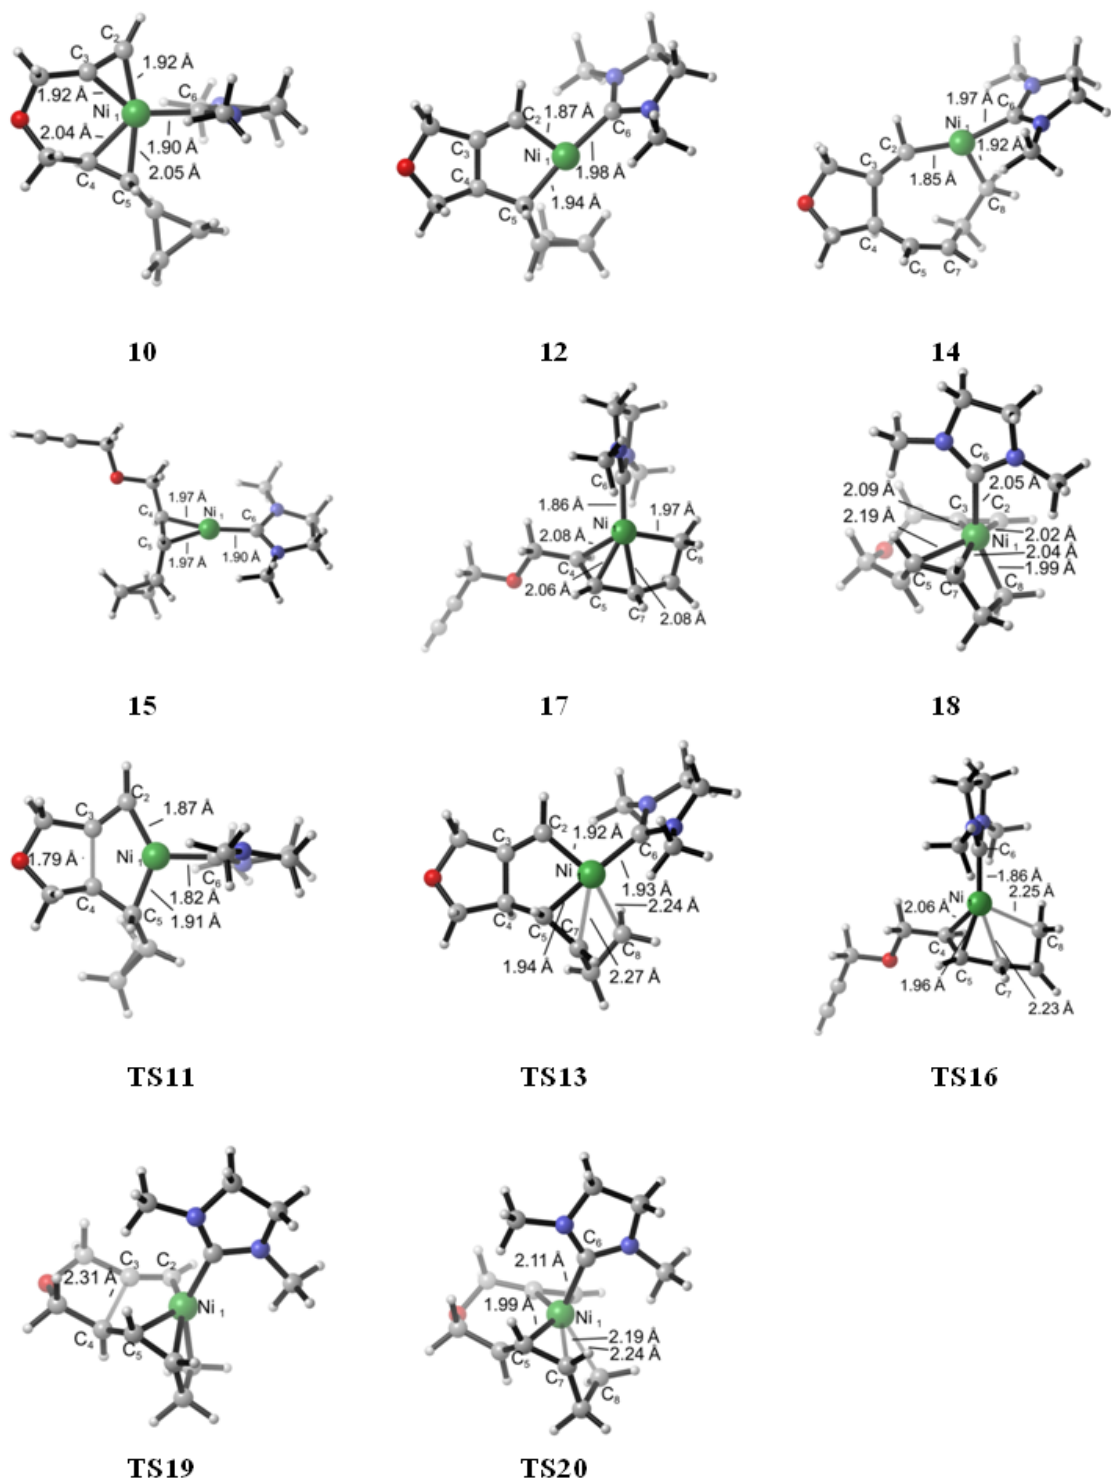 C2
C3
1.92 Å
1.92 Å
Ni 1
C6
2.04 Å
1.90 Å
2.05 Å
C4
C5
10
C2
1.87 Å
C3
Ni 1
C6
C4
1.98 Å
C5
1.94 Å
12
1.97 Å
C6
Ni 1
C2
1.92 Å
C3
1.85 Å
C8
C4
C5
C7
14
1.97 Å
C4
Ni 1
C6
C5
1.97 Å
1.90 Å
15
C6
1.86 Å
1.97 Å
Ni
2.08 Å
C8
C4
2.06 Å
C5
C7
2.08 Å
17
C6
2.09 Å
2.05 Å
C3
C2
2.19 Å
2.02 Å
Ni 1
2.04 Å
1.99 Å
C5
C7
C8
18
C2
C3
1.87 Å
1.79 Å
Ni 1
C6
C4
1.82 Å
C5
1.91 Å
TS11
C2
C3
1.92 Å
Ni
C6
1.93 Å
2.24 Å
C4
C5
C7
C8
1.94 Å
2.27 Å
TS13
C6
1.86 Å
Ni
2.25 Å
2.06 Å
C4
C8
1.96 Å
C5
C7
2.23 Å
TS16
C3
C2
2.31 Å
Ni 1
C4
C5
TS19
C6
2.11 Å
1.99 Å
Ni 1
2.19 Å
C5
2.24 Å
C7
C8
TS20